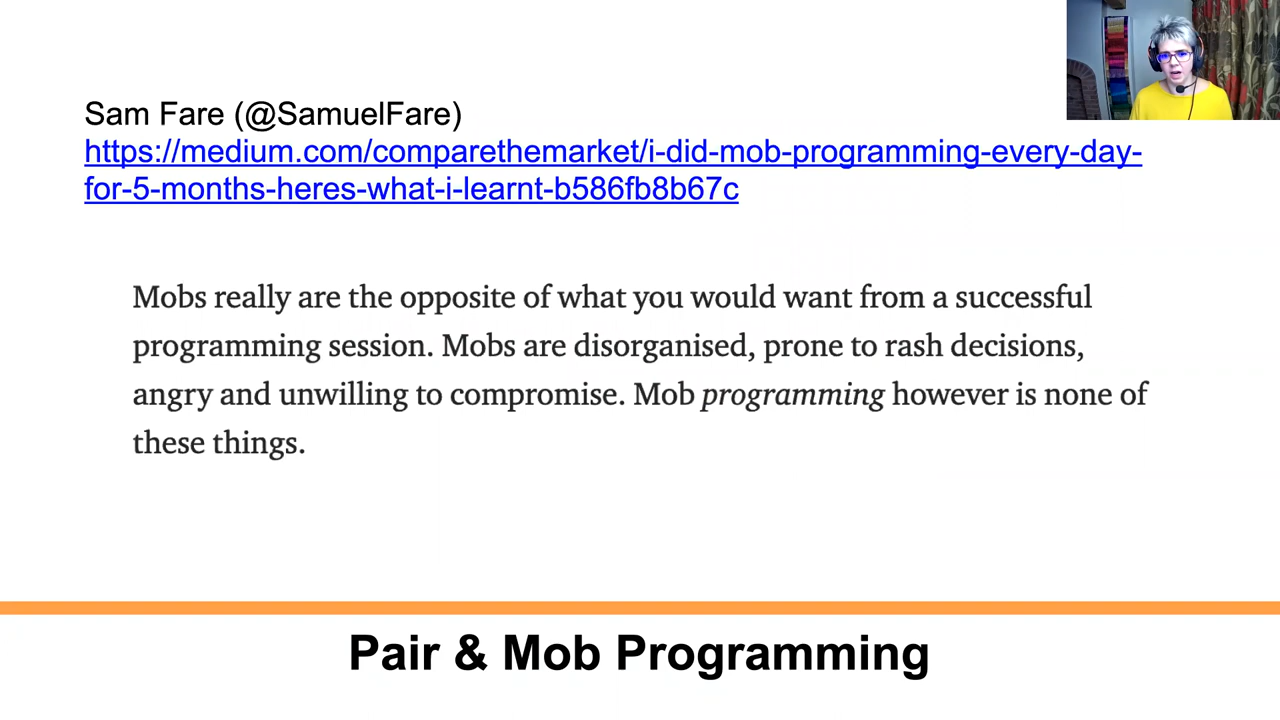 Sam Fare (@SamuelFare)
https://medium.com/comparethemarket/i-did-mob-programming-every-day-
for-5-months-heres-what-i-learnt-b586fb8b67c
Mobs really are the opposite of what you would want from a successful
programming session. Mobs are disorganised, prone to rash decisions,
angry and unwilling to compromise. Mob programming however is none of
these things.
Pair & Mob Programming